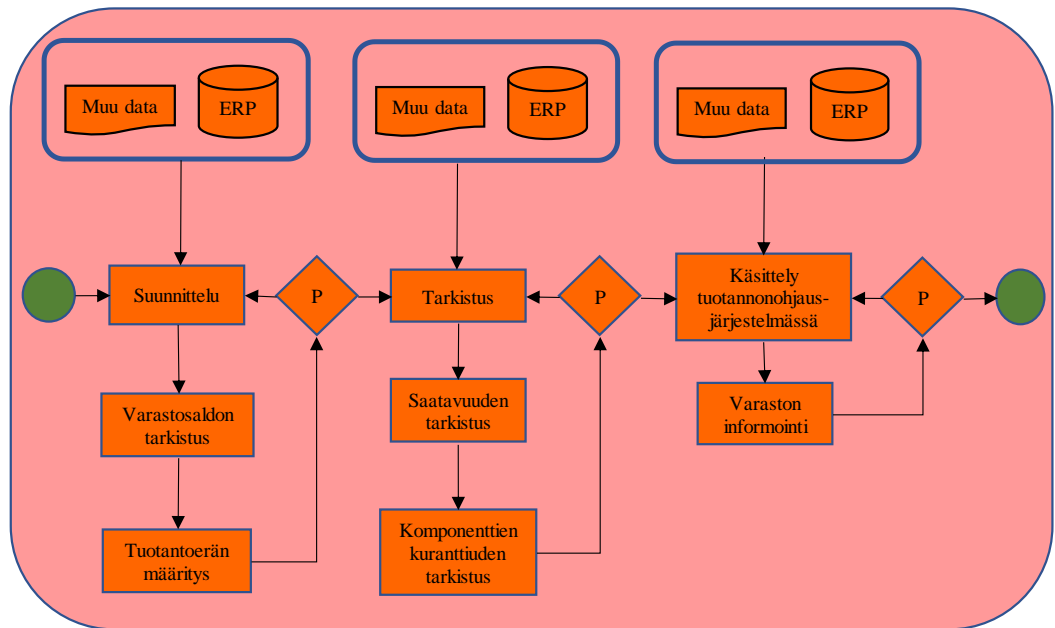 Muu data
ERP
Muu data
ERP
Muu data
ERP
Suunnittelu
P
Tarkistus
P
Käsittely
tuotannonohjaus-
järjestelmässä
P
Varastosaldon
tarkistus
Saatavuuden
tarkistus
Varaston
informointi
Tuotantoerän
määritys
Komponenttien
kuranttiuden
tarkistus